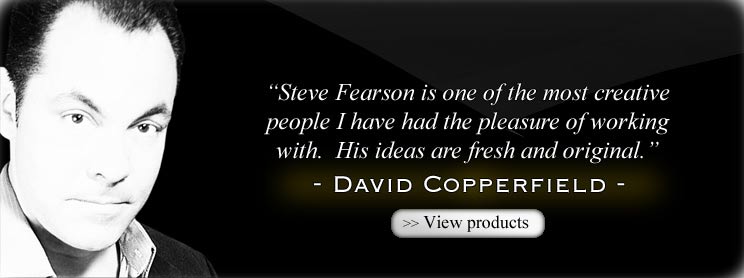 “Steve Fearson is one of the most creative
people I have had the pleasure of working
with.  His ideas are fresh and original.”
- David Copperfield -
>> View products